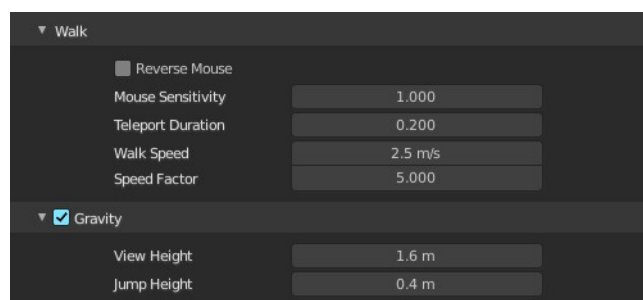 Walk
Reverse Mouse
Mouse Sensitivity 1.000
Teleport Duration 0.200
Walk Speed 2.5 m/s
Speed Factor 5.000
Gravity
View Height 1.6 m
Jump Height 0.4 m